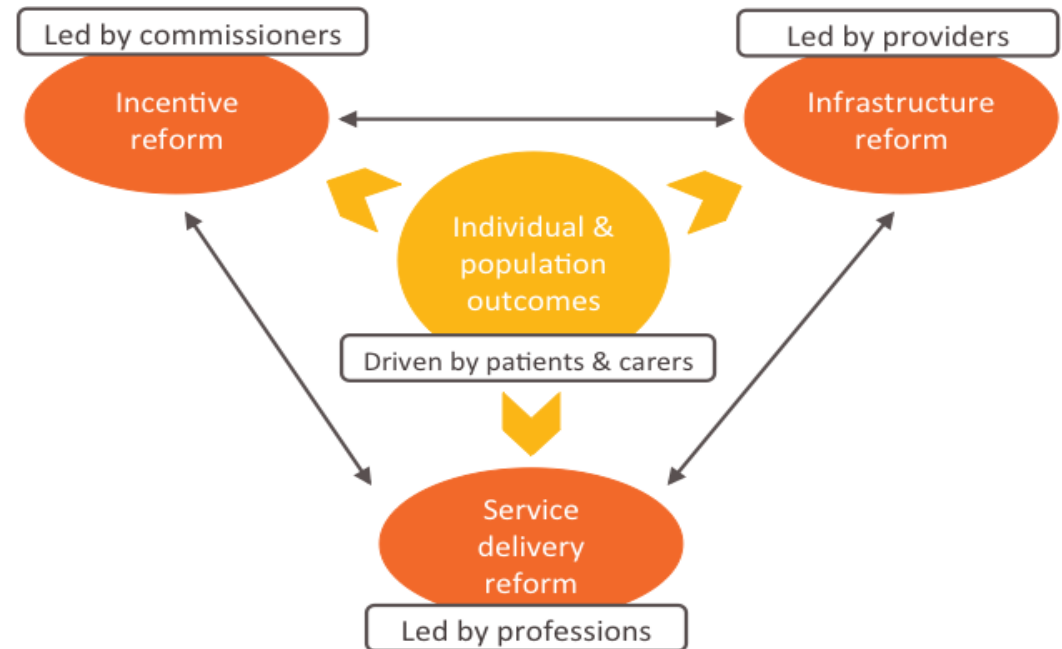 Led by commissioners
Incentive
reform
Led by providers
Infrastructure
reform
Individual &
population
outcomes
Driven by patients & carers
Service
delivery
reform
Led by professions